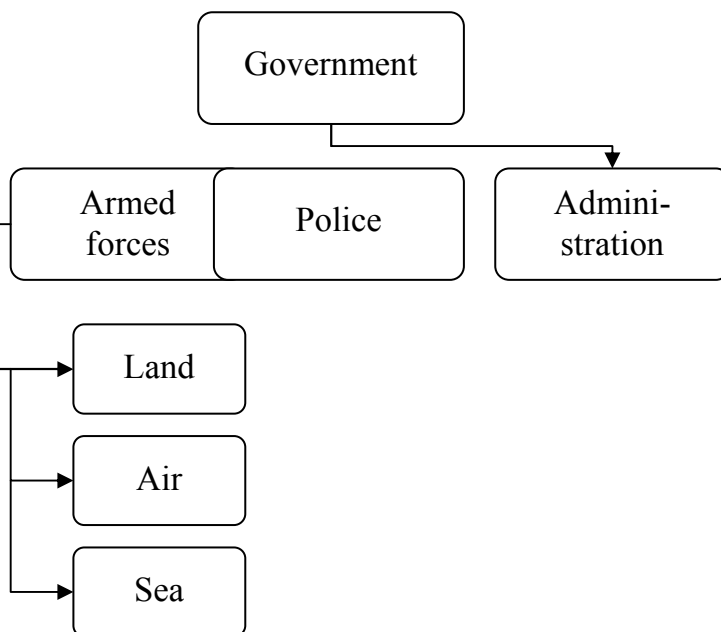 Government
Armed
forces
Police
Admini-
stration
Land
Air
Sea